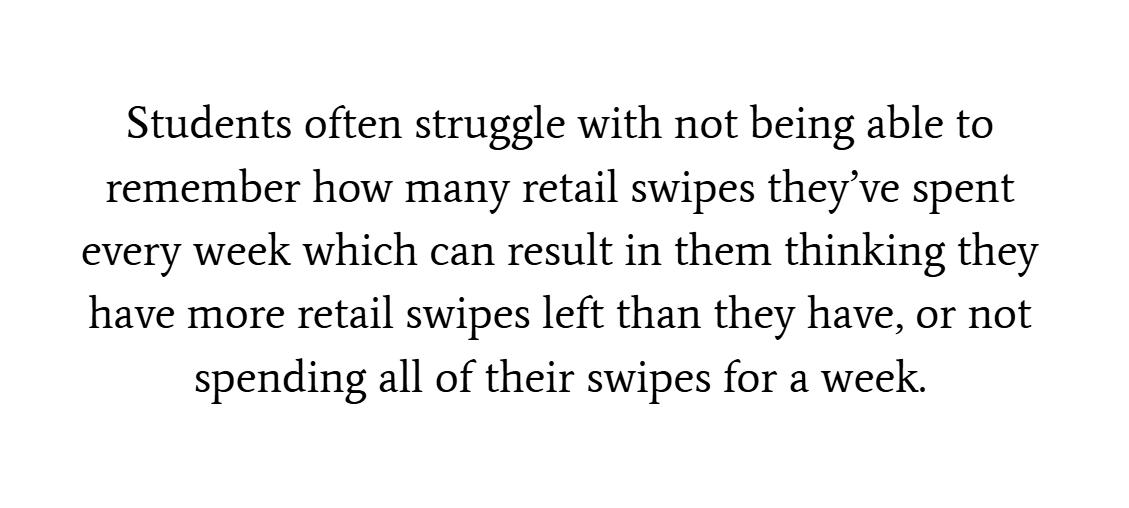 Students often struggle with not being able to
remember how many retail swipes they’ve spent
every week which can result in them thinking they
have more retail swipes left than they have, or not
spending all of their swipes for a week.